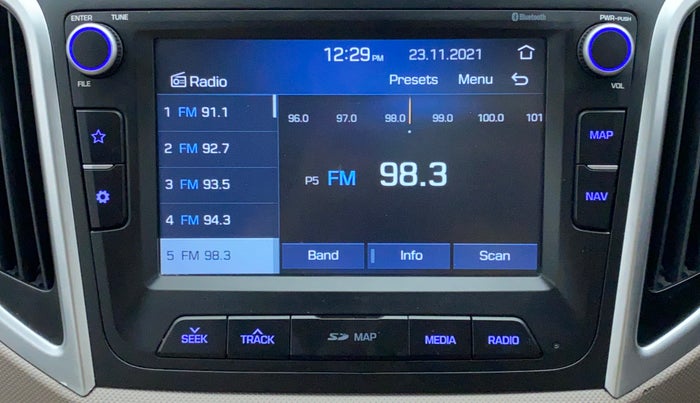 ENTER TUNE
Bluetooth
PWR-PUSH
12:29 PM 23.11.2021
Radio
Presets Menu
FILE
VOL
1 FM 91.1
96.0 97.0 98.0 99.0 100.0 101
2 FM 92.7
MAP
3 FM 93.5
P5 FM 98.3
NAV
4 FM 94.3
5 FM 98.3
Band Info Scan
SEEK TRACK SD MAP MEDIA RADIO